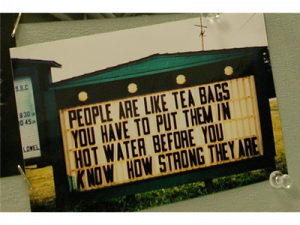 PEOPLE ARE LIKE TEA BAGS
YOU HAVE TO PUT THEM IN
HOT WATER BEFORE YOU
KNOW HOW STRONG THEY ARE